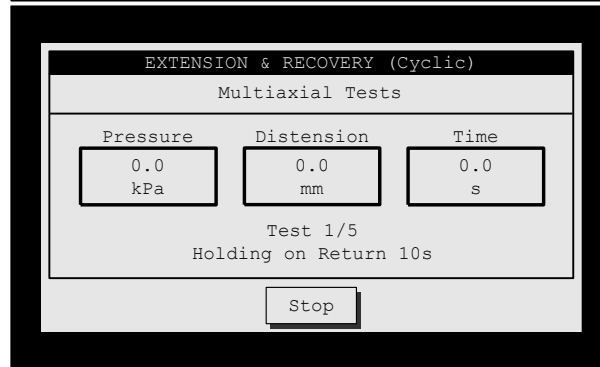 EXTENSION & RECOVERY (Cyclic)
Multiaxial Tests
Pressure Distension Time
0.0 0.0 0.0
kPa mm s
Test 1/5
Holding on Return 10s
Stop